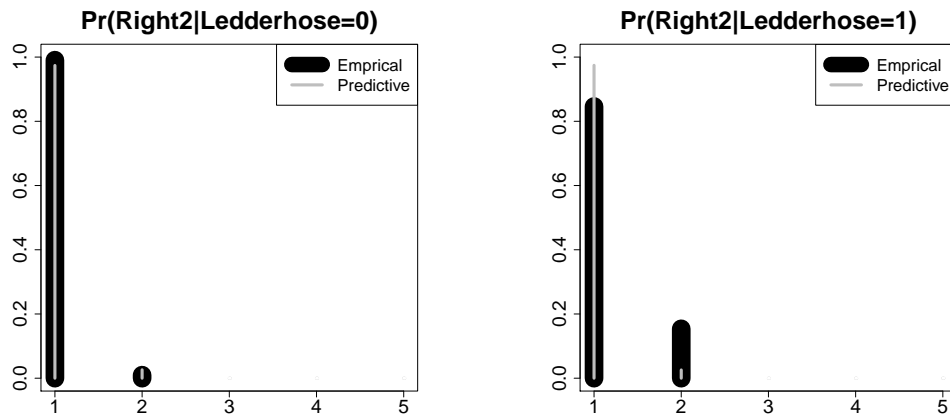 Pr(Right2|Ledderhose=0)
Emprical
Predictive
1.0
0.8
0.6
0.4
0.2
0.0
1 2 3 4 5
Pr(Right2|Ledderhose=1)
Emprical
Predictive
1.0
0.8
0.6
0.4
0.2
0.0
1 2 3 4 5